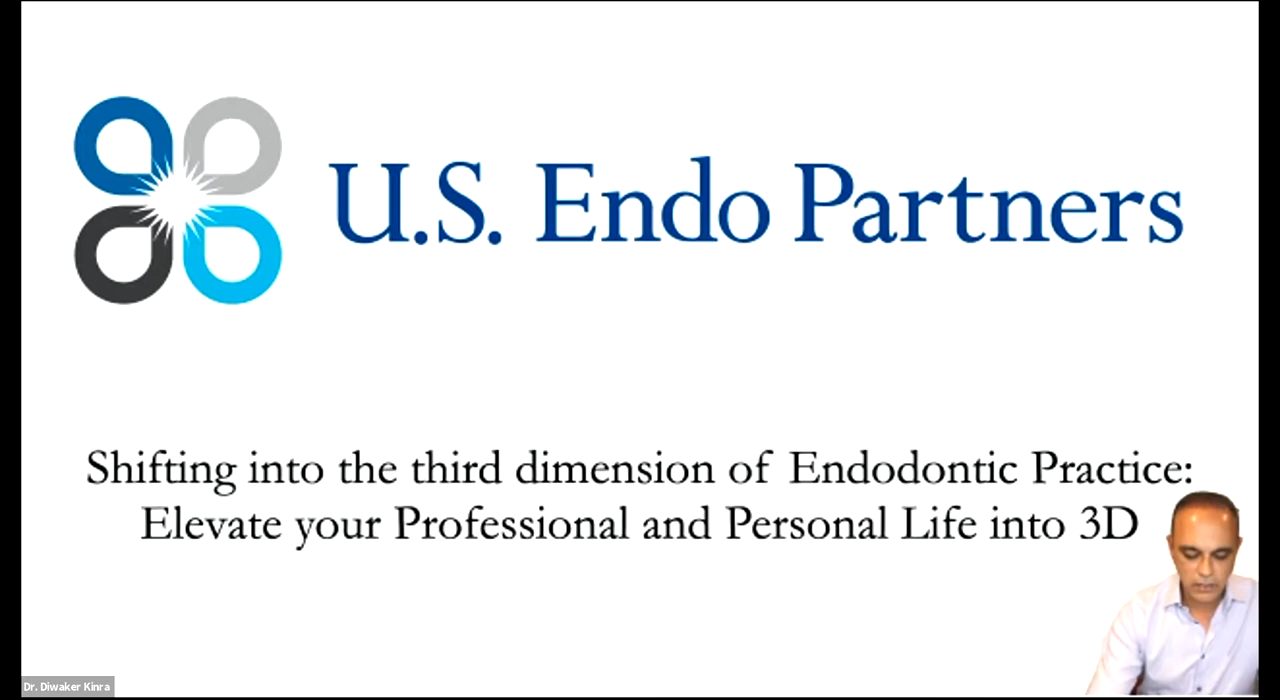 U.S. Endo Partners
Shifting into the third dimension of Endodontic Practice:
Elevate your Professional and Personal Life into 3D
Dr. Diwaker Kinra